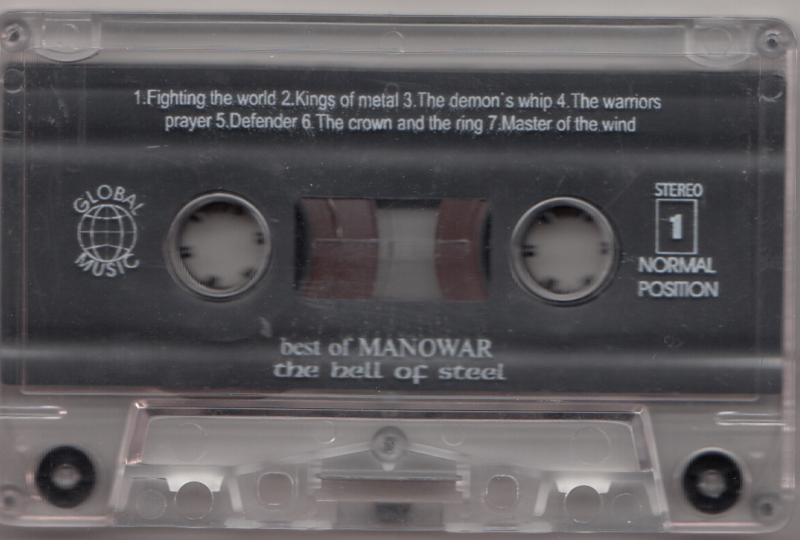 1.Fighting the world 2.Kings of metal 3.The demon`s whip 4.The warriors
prayer 5.Defender 6.The crown and the ring 7.Master of the wind
GLOBAL
MUSIC
STEREO
1
NORMAL
POSITION
best of MANOWAR
the hell of steel